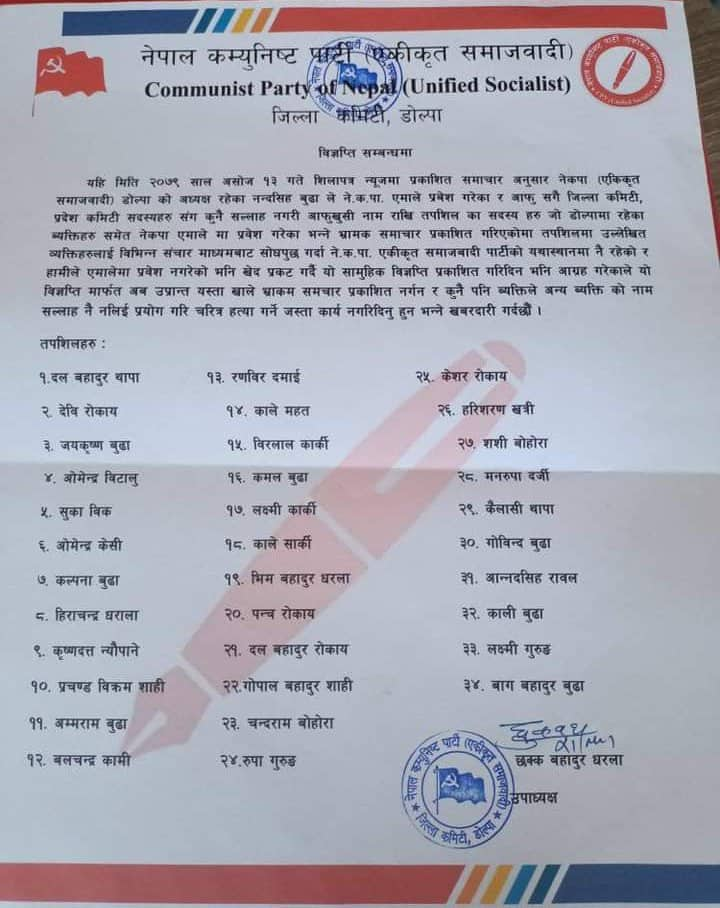 नेपाल कम्युनिष्ट पार्टी (एकीकृत समाजवादी)
Communist Party of Nepal (Unified Socialist)
जिल्ला कमिटी, डोल्पा
विज्ञप्ति सम्बन्धमा
यहि मिति २०७९ साल असोज १३ गते शिलापत्र न्यूजमा प्रकाशित समाचार अनुसार नेकपा (एकिकृत
समाजवादी) डोल्पा को अध्यक्ष रहेका नन्दसिह बुढा ले ने.क.पा. एमाले प्रवेश गरेका र आफु सगै जिल्ला कमिटी,
प्रदेश कमिटी सदस्यहरु संग कुनै सल्लाह नगरी आफुखुसी नाम राखि तपशिल का सदस्य हरु जो डोल्पामा रहेका
ब्यक्तिहरु समेत नेकपा एमाले मा प्रवेश गरेका भन्ने भ्रामक समाचार प्रकाशित गरिएकोमा तपशिलमा उल्लेखित
व्यक्तिहरुलाई विभिन्न संचार माध्यमबाट सोधपुछ गर्दा ने.क.पा. एकीकृत समाजबादी पार्टीको यथास्थानमा नै रहेको र
हामीले एमालेमा प्रवेश नगरेको भनि खेद प्रकट गर्दै यो सामुहिक विज्ञप्ति प्रकाशित गरिदिन भनि आग्रह गरेकाले यो
विज्ञप्ति मार्फत अब उप्रान्त यस्ता खाले भ्राकम समचार प्रकाशित नर्गन र कुनै पनि ब्यक्तिले अन्य ब्यक्ति को नाम
सल्लाह नै नलिई प्रयोग गरि चरित्र हत्या गर्ने जस्ता कार्य नगरिदिनु हुन भन्ने खबरदारी गर्दछौं ।
तपशिलहरु :
१.दल बहादुर थापा
२. देवि रोकाय
३. जयकृष्ण बुढा
४. ओमेन्द्र विटालु
५. सुका विक
६. ओमेन्द्र केसी
७. कल्पना बुढा
८. हिराचन्द्र धराला
९. कृष्णदत्त न्यौपाने
१०. प्रचण्ड विक्रम शाही
११. अम्मराम बुढा
१२. बलचन्द्र कामी
१३. रणविर दमाई
१४. काले महत
१५. विरलाल कार्की
१६. कमल बुढा
१७. लक्ष्मी कार्की
१८. काले सार्की
१९. भिम बहादुर धरला
२०. पन्च रोकाय
२१. दल बहादुर रोकाय
२२.गोपाल बहादुर शाही
२३. चन्दराम बोहोरा
२४.रुपा गुरुङ
२५. केशर रोकाय
२६. हरिशरण खत्री
२७. शशी बोहोरा
२८. मनरुपा दर्जी
२९. कैलासी थापा
३०. गोविन्द बुढा
३१. आन्नदसिह रावल
३२. काली बुढा
३३. लक्ष्मी गुरुङ
३४. बाग बहादुर बुढा
छक्क बहादुर धरला
उपाध्यक्ष
नेपाल कम्युनिष्ट पार्टी (एकीकृत समाजवादी)
जिल्ला कमिटी, डोल्पा